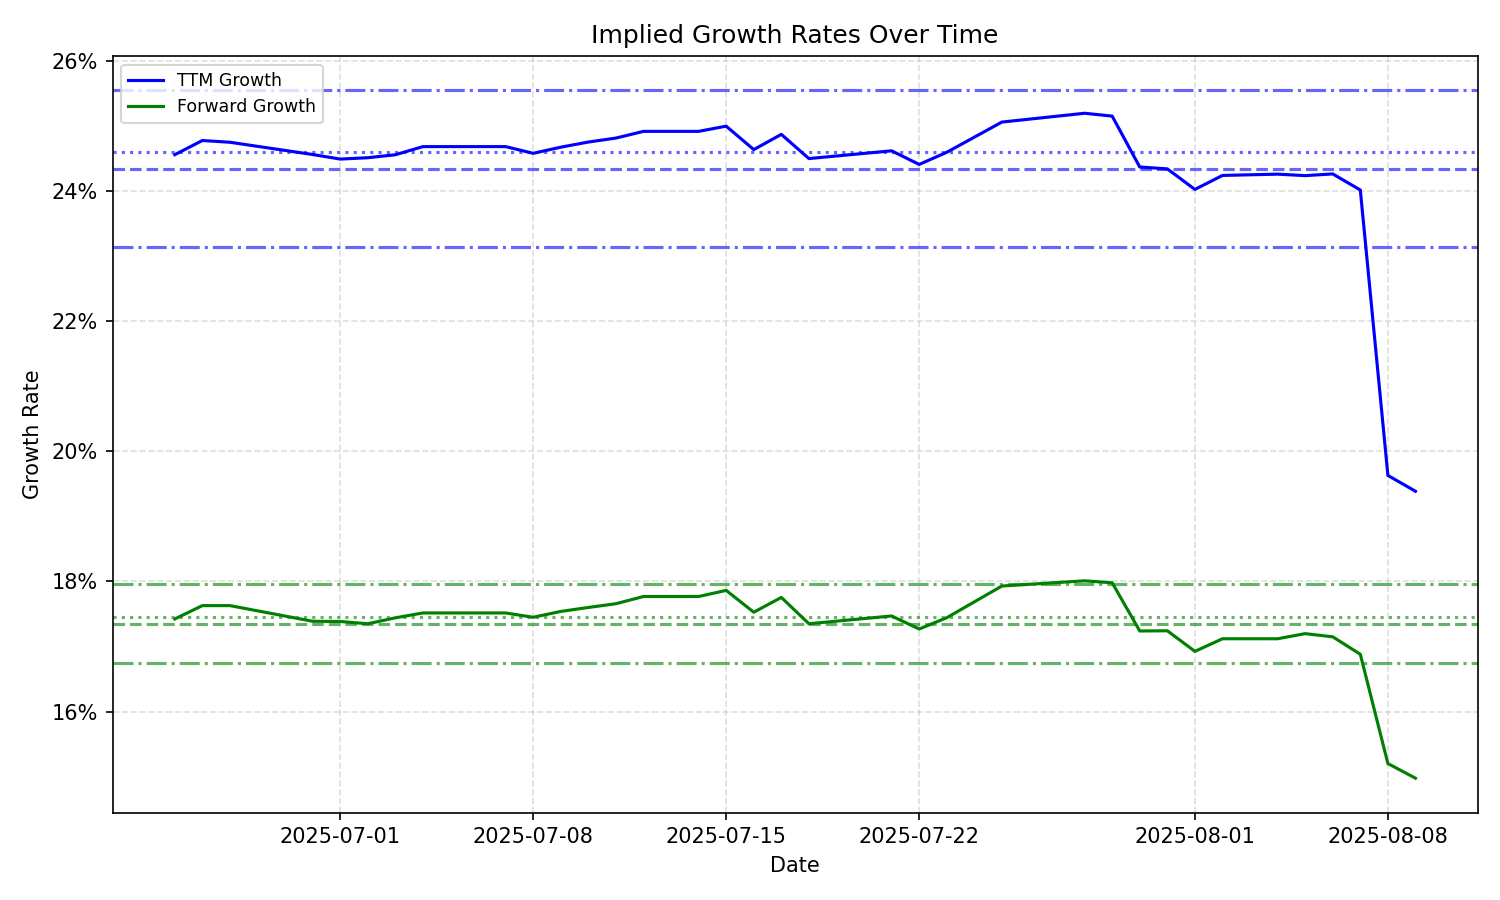 Implied Growth Rates Over Time
TTM Growth
Forward Growth
26%
24%
22%
20%
18%
16%
Growth Rate
2025-07-01
2025-07-08
2025-07-15
2025-07-22
2025-08-01
2025-08-08
Date